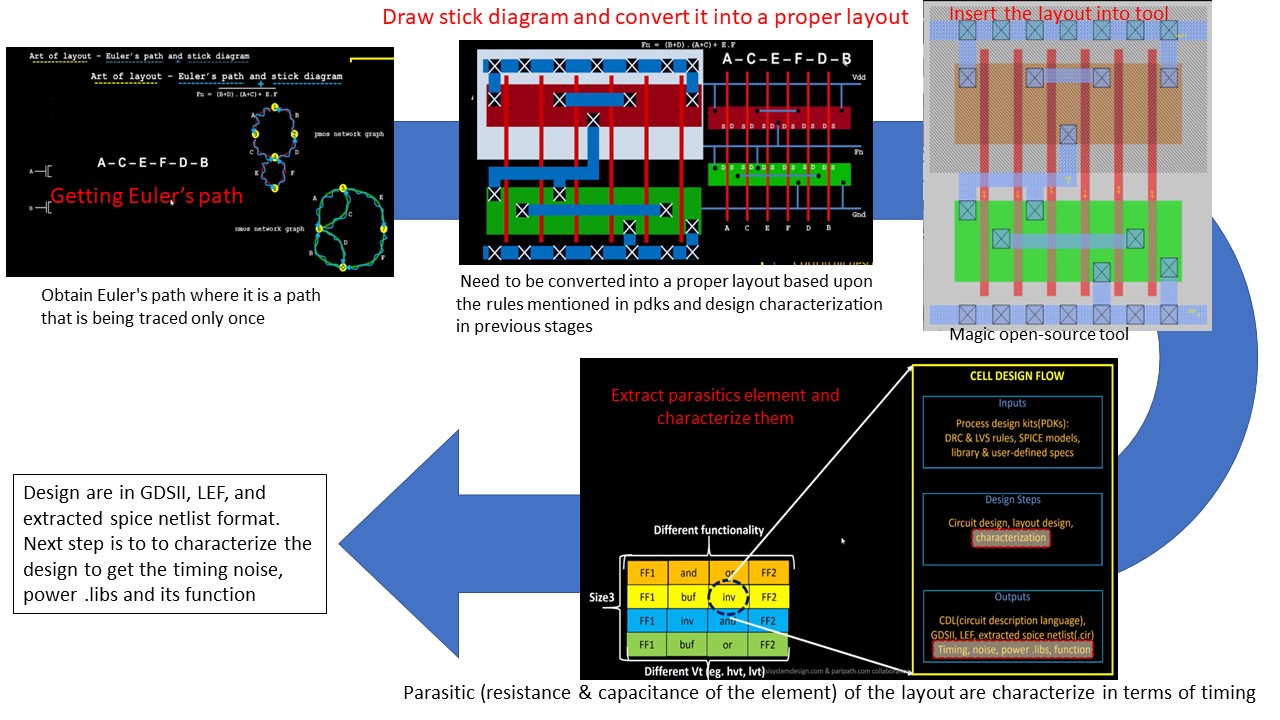 Draw stick diagram and convert it into a proper layout
Insert the layout into tool
Art of layout – Euler's path and stick diagram
Art of layout – Euler's path and stick diagram
Fn = (B+D).(A+C)+ E.F
A
B
C
D
E
F
pmos network graph
A–C–E–F–D–B
A
B
Getting Euler's path
nmos network graph
A
C
E
B
D
F
Obtain Euler's path where it is a path
that is being traced only once
Fn = (B+D).(A+C)+ E.F
A–C–E–F–D–B
Vdd
S D S D S D D S D S D S
Fn
Gnd
A C E F D B
Need to be converted into a proper layout based upon
the rules mentioned in pdks and design characterization
in previous stages
Magic open-source tool
Extract parasitics element and
characterize them
Different functionality
Size3
FF1 and or FF2
FF1 buf inv FF2
FF1 inv and FF2
FF1 buf or FF2
Different Vt (eg. hvt, lvt)
CELL DESIGN FLOW
Inputs
Process design kits(PDKs):
DRC & LVS rules, SPICE models,
library & user-defined specs
Design Steps
Circuit design, layout design,
characterization
Outputs
CDL(circuit description language),
GDSII, LEF, extracted spice netlist(.cir)
Timing, noise, power .libs, function
Design are in GDSII, LEF, and
extracted spice netlist format.
Next step is to to characterize the
design to get the timing noise,
power .libs and its function
Parasitic (resistance & capacitance of the element) of the layout are characterize in terms of timing